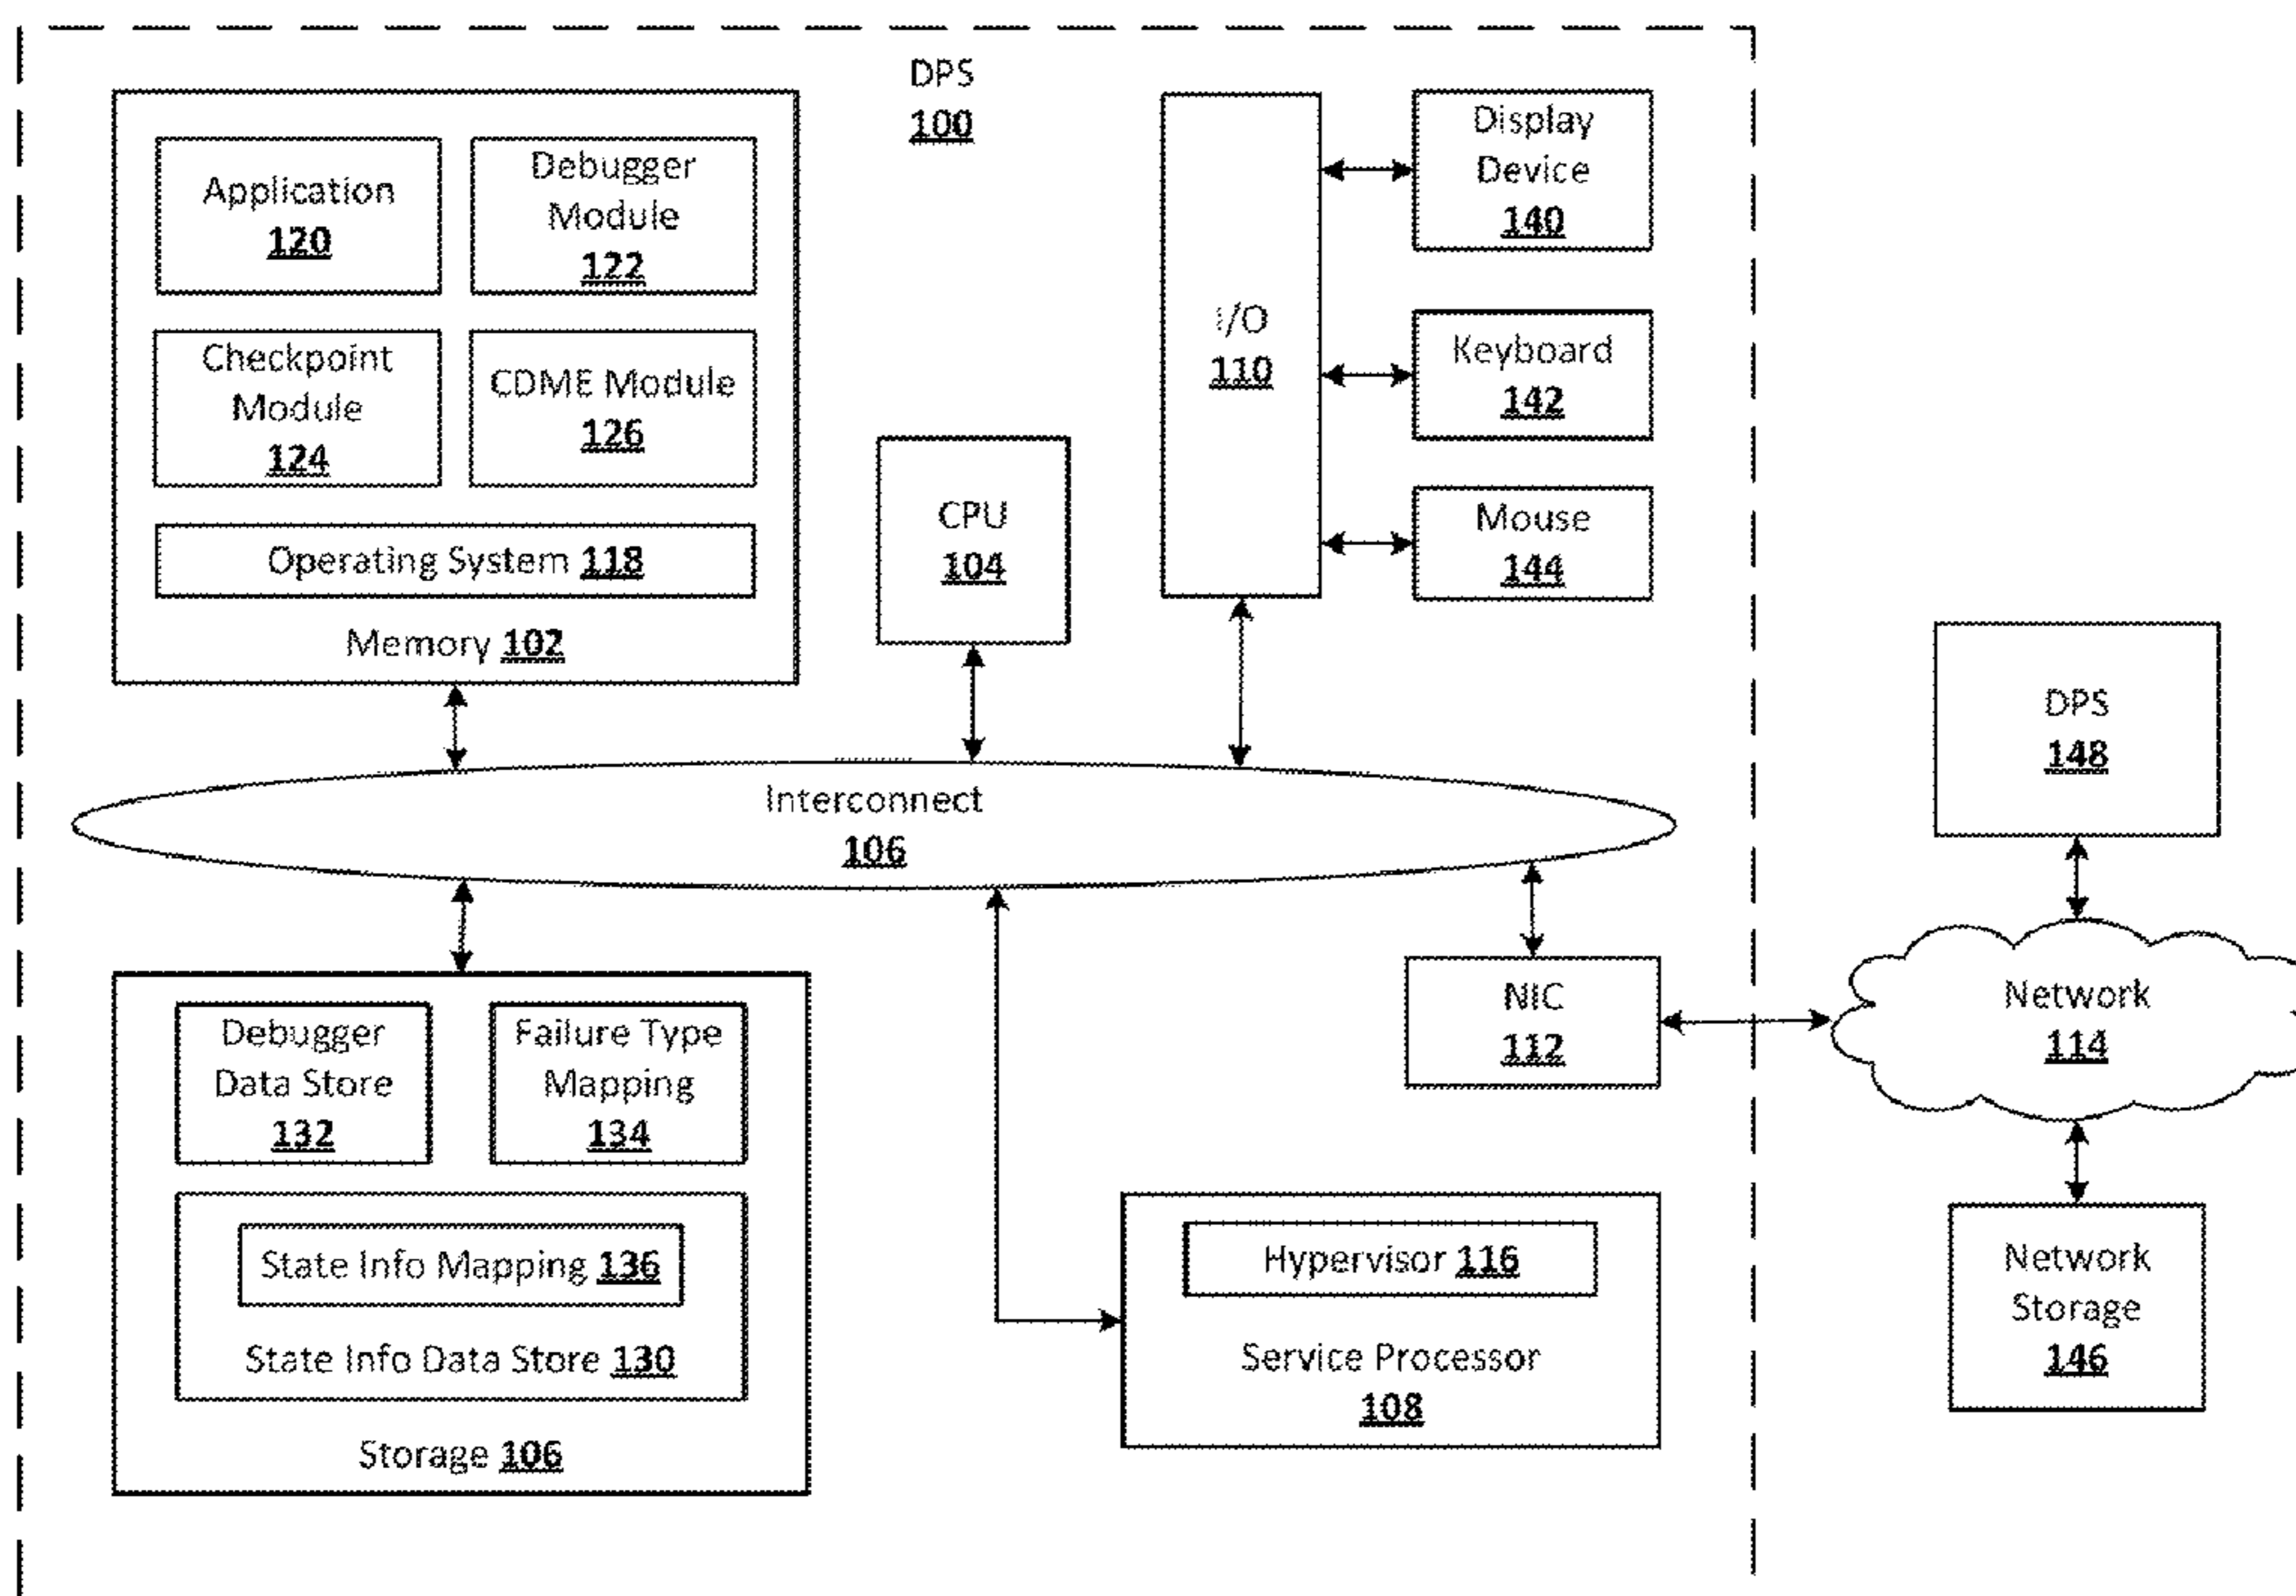 DPS
100
Application
120
Debugger
Module
122
Checkpoint
Module
124
CDME Module
126
Operating System 118
Memory 102
CPU
104
I/O
110
Display
Device
140
Keyboard
142
Mouse
144
Interconnect
106
DPS
148
Debugger
Data Store
132
Failure Type
Mapping
134
State Info Mapping 136
State Info Data Store 130
Storage 106
NIC
112
Network
114
Hypervisor 116
Service Processor
108
Network
Storage
146